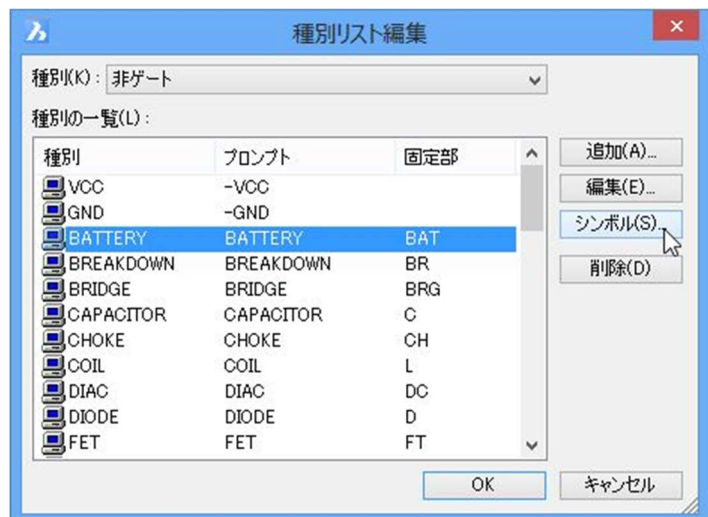 種別リスト編集
種別(K): 非ゲート
種別の一覧(L):
種別 プロンプト 固定部
VCC -VCC
GND -GND
BATTERY BATTERY BAT
BREAKDOWN BREAKDOWN BR
BRIDGE BRIDGE BRG
CAPACITOR CAPACITOR C
CHOKE CHOKE CH
COIL COIL L
DIAC DIAC DC
DIODE DIODE D
FET FET FT
追加(A)...
編集(E)...
シンボル(S)...
削除(D)
OK キャンセル